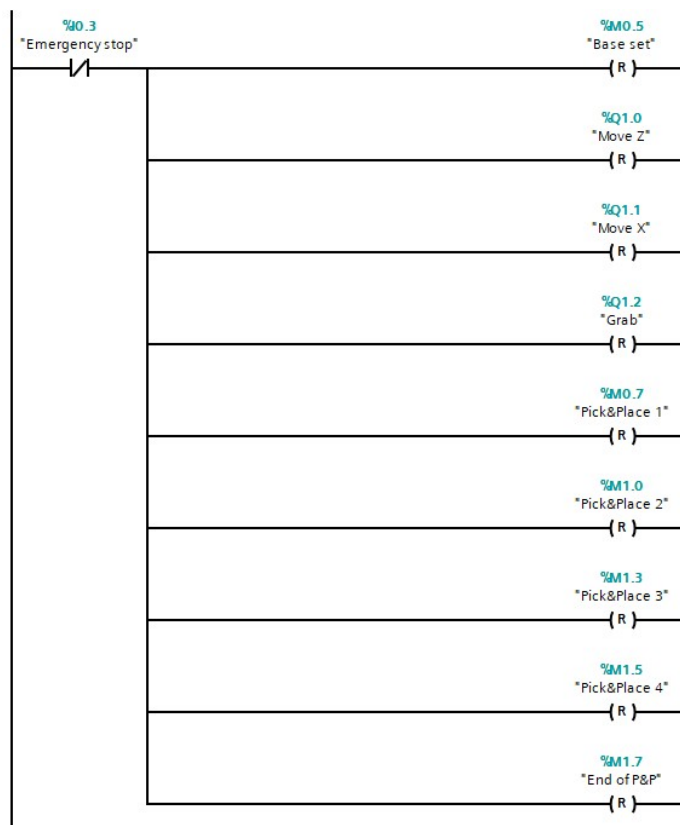 %I0.3
"Emergency stop"
%M0.5
"Base set"
R
%Q1.0
"Move Z"
R
%Q1.1
"Move X"
R
%Q1.2
"Grab"
R
%M0.7
"Pick&Place 1"
R
%M1.0
"Pick&Place 2"
R
%M1.3
"Pick&Place 3"
R
%M1.5
"Pick&Place 4"
R
%M1.7
"End of P&P"
R